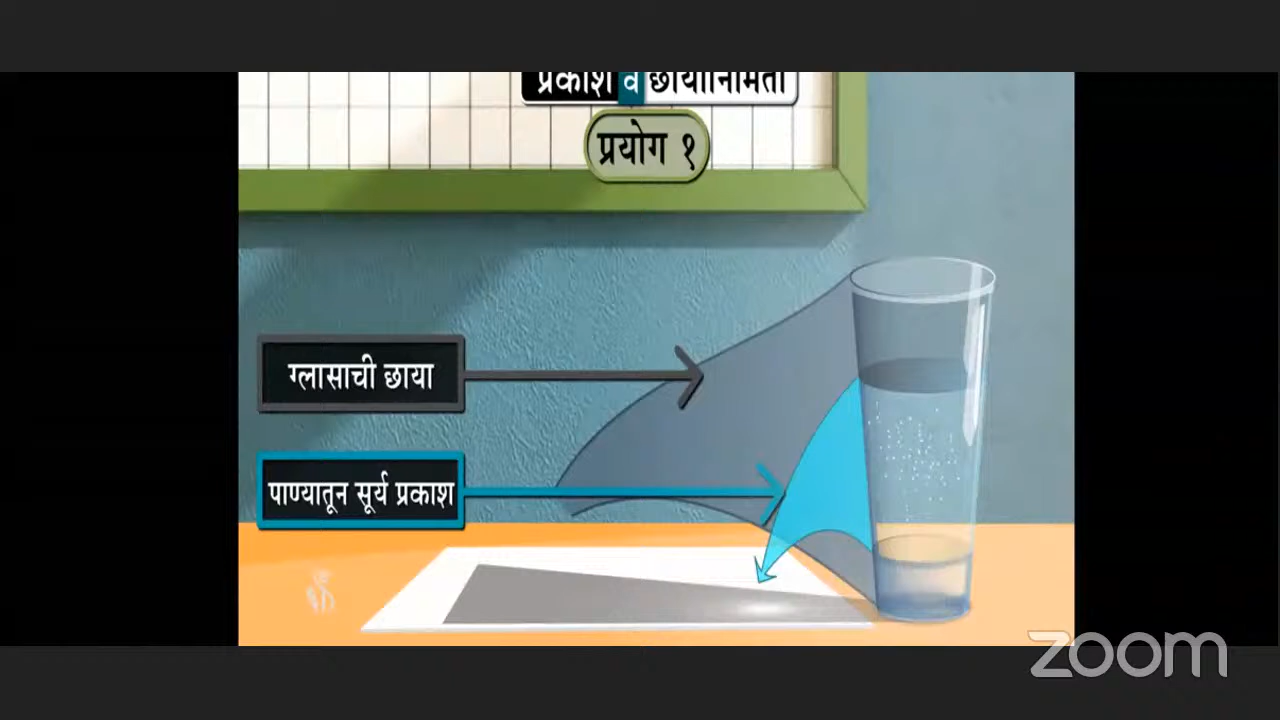 प्रकाश व छायानिर्मिती
प्रयोग १
ग्लासाची छाया
पाण्यातून सूर्य प्रकाश
zoom